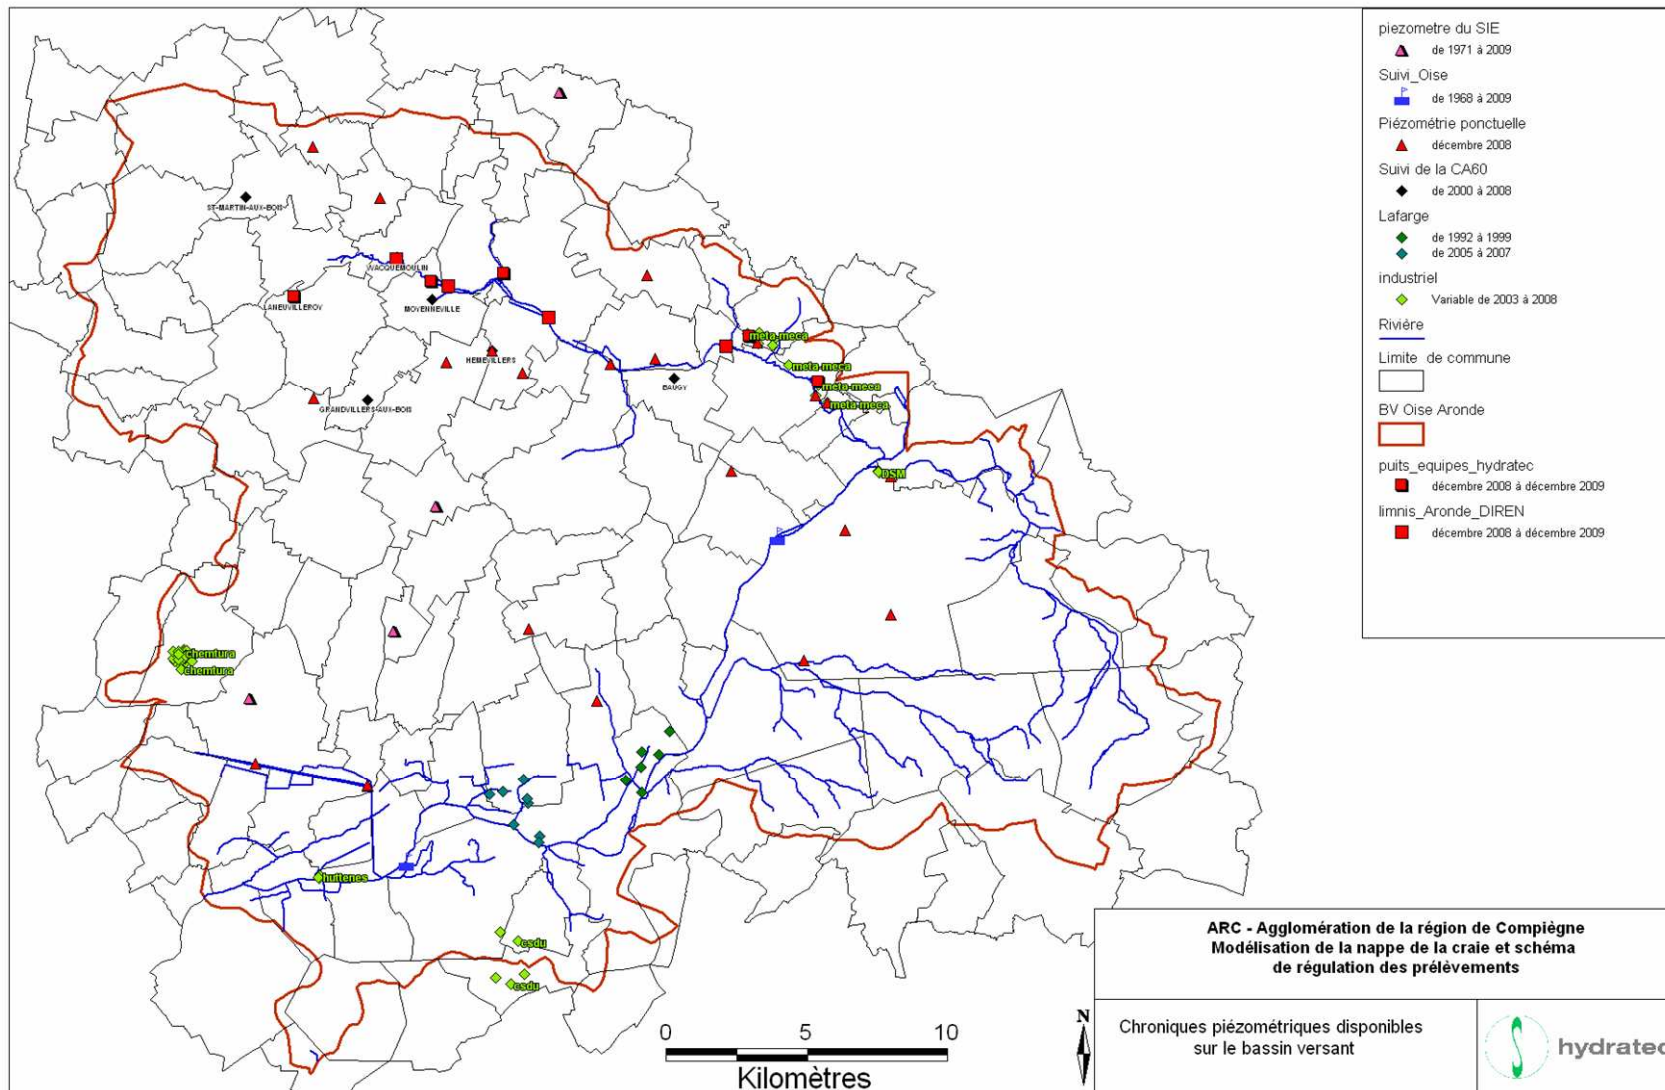 piezometre du SIE
de 1971 à 2009
Suivi_Oise
de 1968 à 2009
Piézométrie ponctuelle
décembre 2008
Suivi de la CA60
de 2000 à 2008
Lafarge
de 1992 à 1999
de 2005 à 2007
industriel
Variable de 2003 à 2008
Rivière
Limite de commune
BV Oise Aronde
puits_equipes_hydratec
décembre 2008 à décembre 2009
limnis_Aronde_DIREN
décembre 2008 à décembre 2009
ST-MARTIN-AUX-BOIS
WACQUEMOULIN
LANEUVILLEROY
MOYENNEVILLE
HEMEVILLERS
GRANDVILLERS-AUX-BOIS
BAUGY
meta-meca
meta-meca
meta-meca
meta-meca
DSM
chemtura
chemtura
huttenes
csdu
csdu
0 5 10
Kilomètres
N
ARC - Agglomération de la région de Compiègne
Modélisation de la nappe de la craie et schéma
de régulation des prélèvements
Chroniques piézométriques disponibles
sur le bassin versant
hydratec